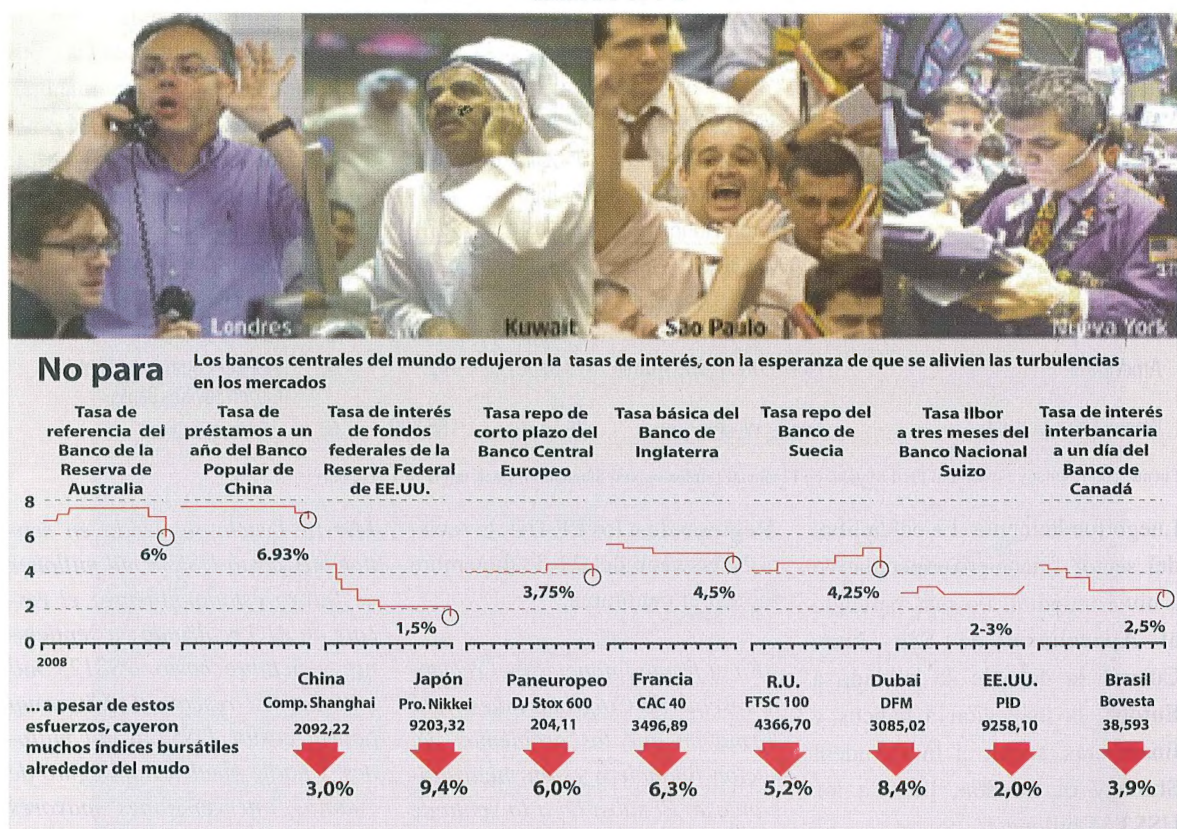 Londres
Kuwait
São Paulo
Nueva York
No para
Los bancos centrales del mundo redujeron la tasas de interés, con la esperanza de que se alivien las turbulencias
en los mercados
Tasa de
referencia del
Banco de la
Reserva de
Australia
Tasa de
préstamos a un
año del Banco
Popular de
China
Tasa de interés
de fondos
federales de la
Reserva Federal
de EE.UU.
Tasa repo de
corto plazo del
Banco Central
Europeo
Tasa básica del
Banco de
Inglaterra
Tasa repo del
Banco de
Suecia
Tasa Ilbor
a tres meses del
Banco Nacional
Suizo
Tasa de interés
interbancaria
a un día del
Banco de
Canadá
8
6
4
2
0
2008
6%
6.93%
1,5%
3,75%
4,5%
4,25%
2-3%
2,5%
... a pesar de estos
esfuerzos, cayeron
muchos índices bursátiles
alrededor del mudo
China
Comp. Shanghai
2092,22
3,0%
Japón
Pro. Nikkei
9203,32
9,4%
Paneuropeo
DJ Stox 600
204,11
6,0%
Francia
CAC 40
3496,89
6,3%
R.U.
FTSC 100
4366,70
5,2%
Dubai
DFM
3085,02
8,4%
EE.UU.
PID
9258,10
2,0%
Brasil
Bovesta
38,593
3,9%